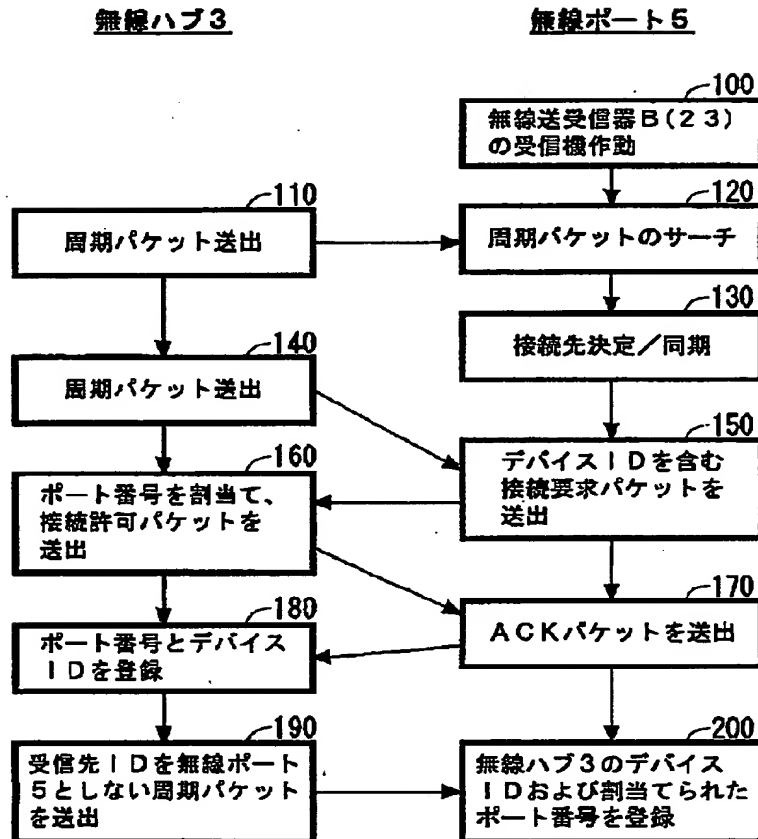 無線ハブ3
無線ポート5
100
無線送受信器B(23)
の受信機作動
110
周期パケット送出
120
周期パケットのサーチ
130
接続先決定/同期
140
周期パケット送出
150
デバイスIDを含む
接続要求パケットを
送出
160
ポート番号を割当て、
接続許可パケットを
送出
170
ACKパケットを送出
180
ポート番号とデバイス
IDを登録
190
受信先IDを無線ポート
5としない周期パケット
を送出
200
無線ハブ3のデバイス
IDおよび割当てられた
ポート番号を登録